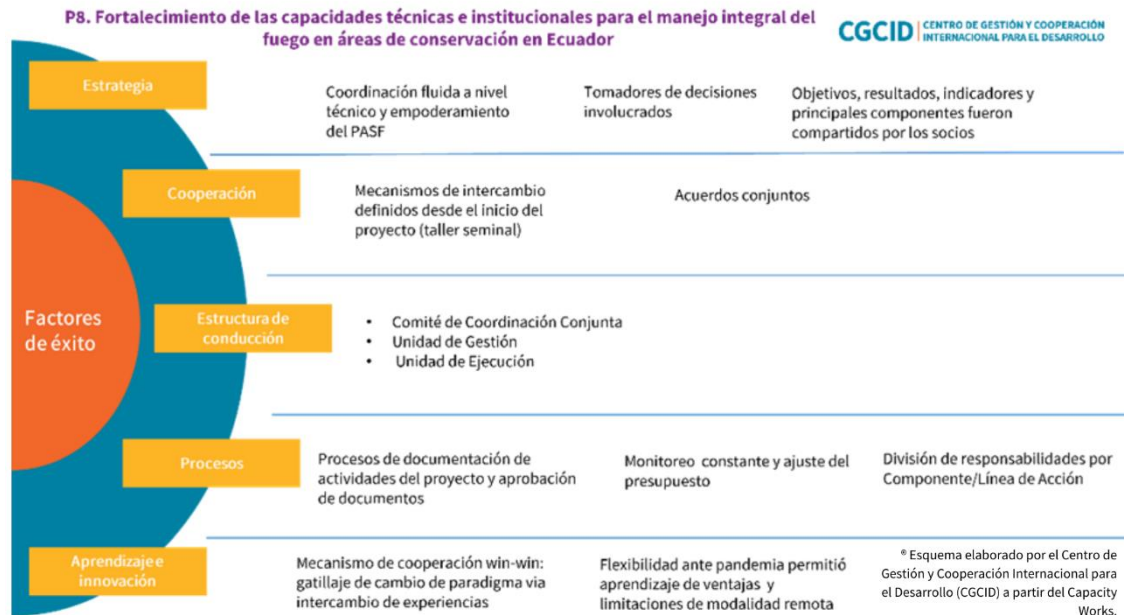 P8. Fortalecimiento de las capacidades técnicas e institucionales para el manejo integral del
fuego en áreas de conservación en Ecuador
CGCID
CENTRO DE GESTIÓN Y COOPERACIÓN
INTERNACIONAL PARA EL DESARROLLO
Factores
de éxito
Estrategia
Coordinación fluida a nivel
técnico y empoderamiento
del PASF
Tomadores de decisiones
involucrados
Objetivos, resultados, indicadores y
principales componentes fueron
compartidos por los socios
Cooperación
Mecanismos de intercambio
definidos desde el inicio del
proyecto (taller seminal)
Acuerdos conjuntos
Estructura de
conducción
• Comité de Coordinación Conjunta
• Unidad de Gestión
• Unidad de Ejecución
Procesos
Procesos de documentación de
actividades del proyecto y aprobación
de documentos
Monitoreo constante y ajuste del
presupuesto
División de responsabilidades por
Componente/Línea de Acción
Aprendizaje e
innovación
Mecanismo de cooperación win-win:
gatillaje de cambio de paradigma via
intercambio de experiencias
Flexibilidad ante pandemia permitió
aprendizaje de ventajas y
limitaciones de modalidad remota
® Esquema elaborado por el Centro de
Gestión y Cooperación Internacional para
el Desarrollo (CGCID) a partir del Capacity
Works.